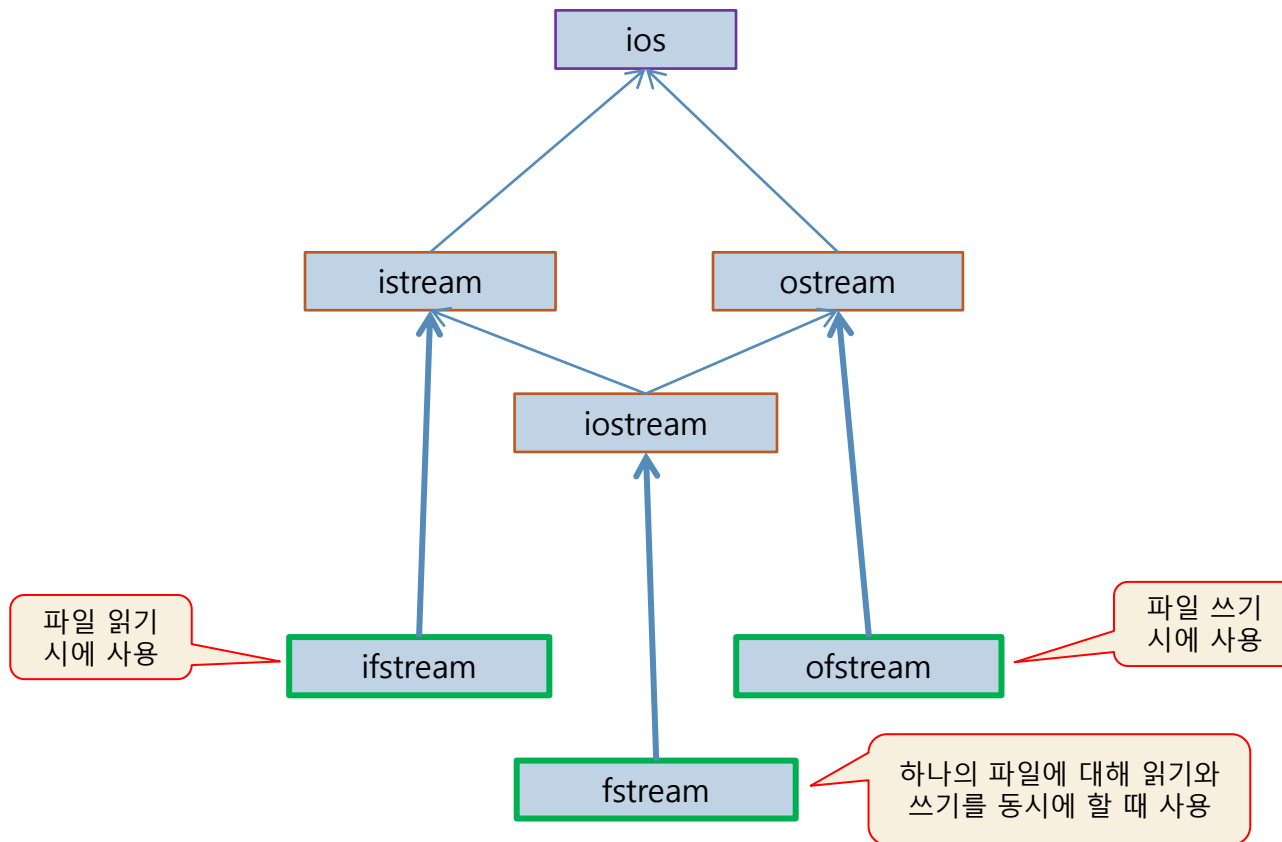 ios
istream
ostream
iostream
파일 읽기
시에 사용
파일 쓰기
시에 사용
ifstream
ofstream
fstream
하나의 파일에 대해 읽기와
쓰기를 동시에 할 때 사용